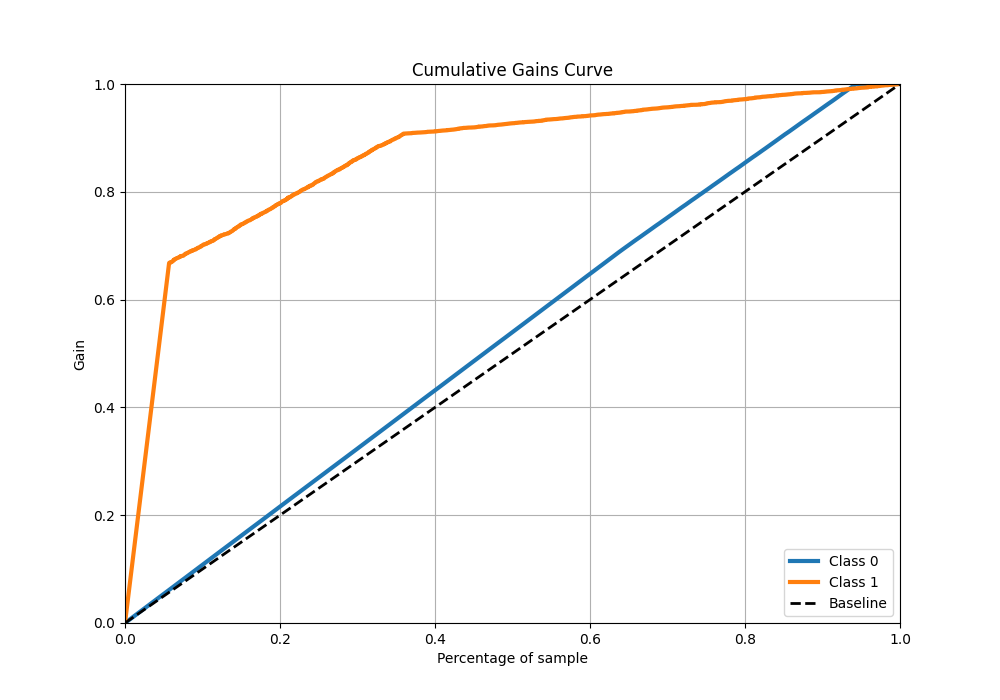 Cumulative Gains Curve
1.0
0.8
0.6
0.4
0.2
0.0
Gain
0.0 0.2 0.4 0.6 0.8 1.0
Percentage of sample
Class 0
Class 1
Baseline